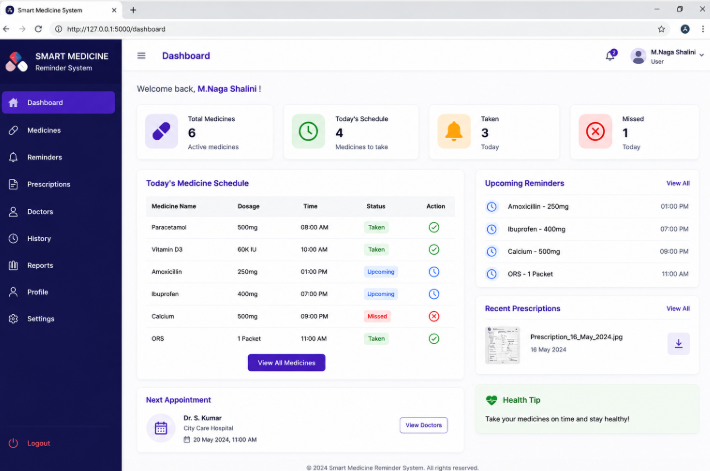 Smart Medicine System
http://127.0.0.1:5000/dashboard
SMART MEDICINE
Reminder System
Dashboard
Medicines
Reminders
Prescriptions
Doctors
History
Reports
Profile
Settings
Logout
Dashboard
2
M.Naga Shalini
User
Welcome back, M.Naga Shalini !
Total Medicines
6
Active medicines
Today's Schedule
4
Medicines to take
Taken
3
Today
Missed
1
Today
Today's Medicine Schedule
Medicine Name Dosage Time Status Action
Paracetamol 500mg 08:00 AM Taken
Vitamin D3 60K IU 10:00 AM Taken
Amoxicillin 250mg 01:00 PM Upcoming
Ibuprofen 400mg 07:00 PM Upcoming
Calcium 500mg 09:00 PM Missed
ORS 1 Packet 11:00 AM Taken
View All Medicines
Upcoming Reminders View All
Amoxicillin - 250mg 01:00 PM
Ibuprofen - 400mg 07:00 PM
Calcium - 500mg 09:00 PM
ORS - 1 Packet 11:00 AM
Recent Prescriptions View All
Prescription_16_May_2024.jpg
16 May 2024
Next Appointment
Dr. S. Kumar
City Care Hospital
20 May 2024, 11:00 AM
View Doctors
Health Tip
Take your medicines on time and stay healthy!
© 2024 Smart Medicine Reminder System. All rights reserved.